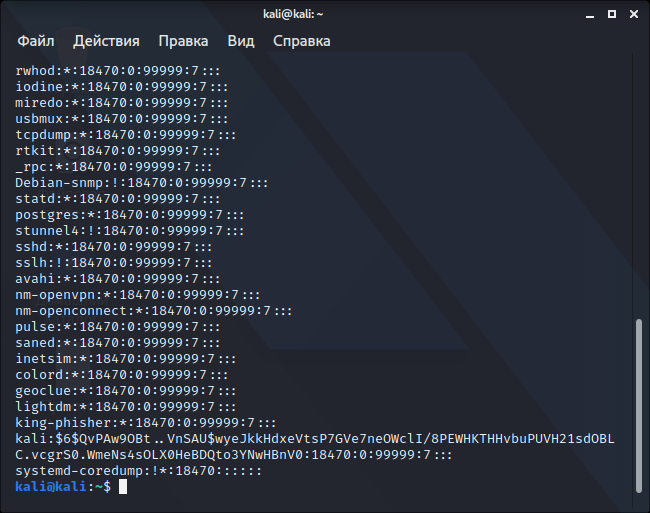 kali@kali: ~
Файл Действия Правка Вид Справка
rwhod:*:18470:0:99999:7:::
iodine:*:18470:0:99999:7:::
miredo:*:18470:0:99999:7:::
usbmux:*:18470:0:99999:7:::
tcpdump:*:18470:0:99999:7:::
rtkit:*:18470:0:99999:7:::
_rpc:*:18470:0:99999:7:::
Debian-snmp:!:18470:0:99999:7:::
statd:*:18470:0:99999:7:::
postgres:*:18470:0:99999:7:::
stunnel4:!:18470:0:99999:7:::
sshd:*:18470:0:99999:7:::
sslh:!:18470:0:99999:7:::
avahi:*:18470:0:99999:7:::
nm-openvpn:*:18470:0:99999:7:::
nm-openconnect:*:18470:0:99999:7:::
pulse:*:18470:0:99999:7:::
saned:*:18470:0:99999:7:::
inetsim:*:18470:0:99999:7:::
colord:*:18470:0:99999:7:::
geoclue:*:18470:0:99999:7:::
lightdm:*:18470:0:99999:7:::
king-phisher:*:18470:0:99999:7:::
kali:$6$QvPAw9OBt..VnSAU$wyeJkkHdxeVtsP7GVe7neOWclI/8PEWHKTHHvbuPUVH21sdOBL
C.vcgrS0.WmeNs4sOLX0HeBDQto3YNwHBnV0:18470:0:99999:7:::
systemd-coredump:!*:18470::::::
kali@kali:~$